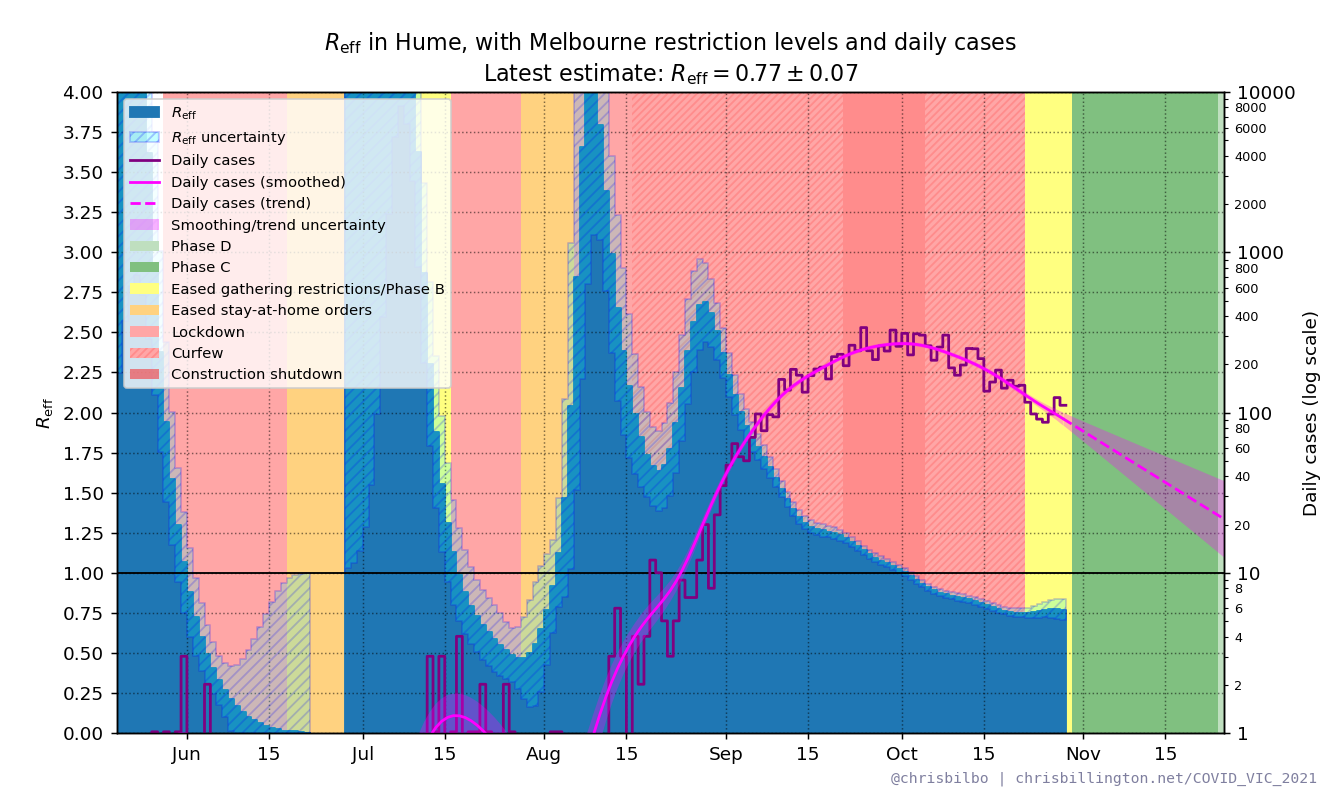 Reff in Hume, with Melbourne restriction levels and daily cases
Latest estimate: Reff = 0.77 ± 0.07
Reff
4.00
3.75
3.50
3.25
3.00
2.75
2.50
2.25
2.00
1.75
1.50
1.25
1.00
0.75
0.50
0.25
0.00
Reff
Reff uncertainty
Daily cases
Daily cases (smoothed)
Daily cases (trend)
Smoothing/trend uncertainty
Phase D
Phase C
Eased gathering restrictions/Phase B
Eased stay-at-home orders
Lockdown
Curfew
Construction shutdown
10000
8000
6000
4000
2000
1000
800
600
400
200
100
80
60
40
20
10
8
6
4
2
1
Daily cases (log scale)
Jun 15 Jul 15 Aug 15 Sep 15 Oct 15 Nov 15
@chrisbilbo | chrisbillington.net/COVID_VIC_2021